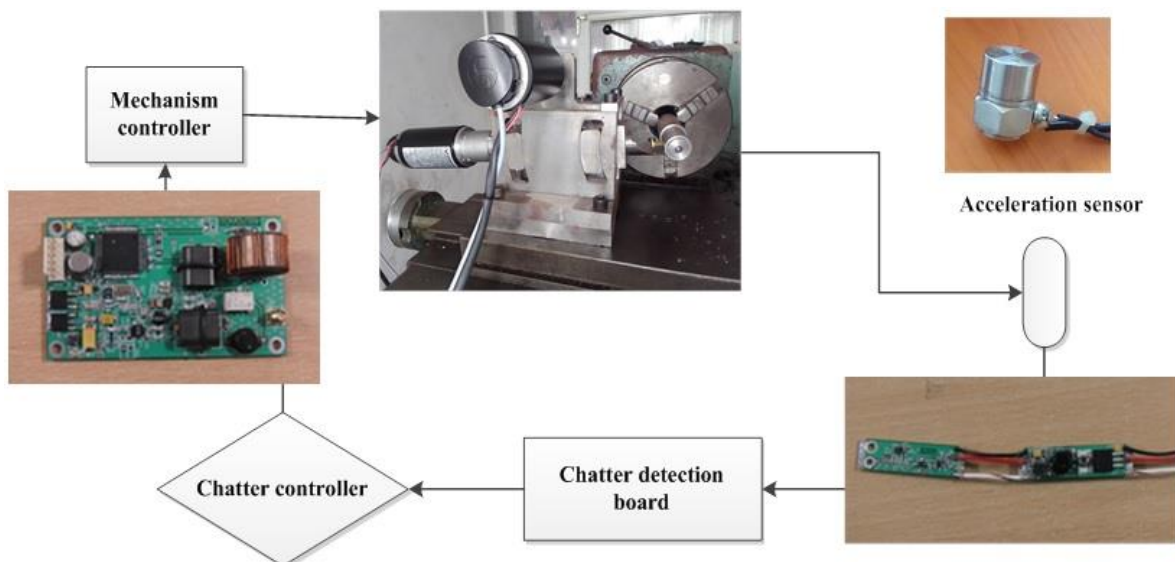 Mechanism
controller
Acceleration sensor
Chatter controller
Chatter detection
board